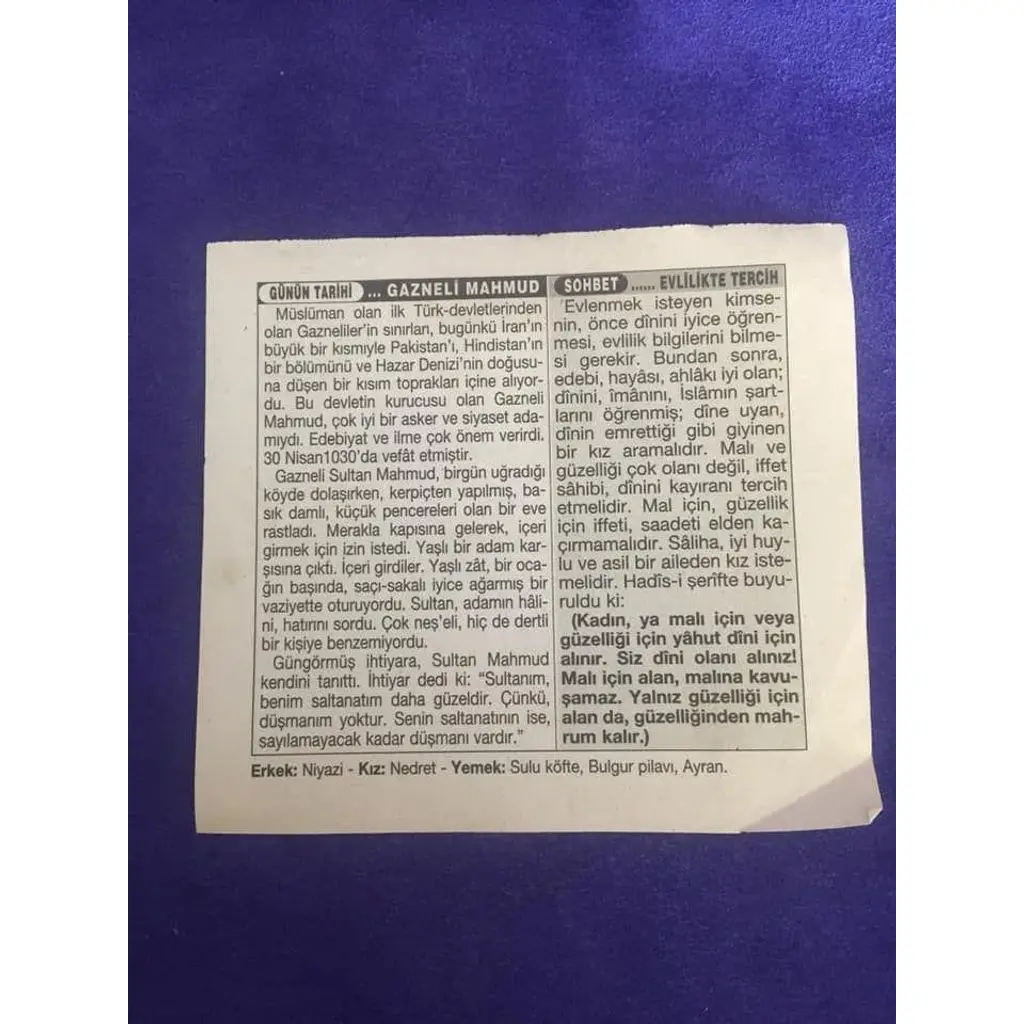 GÜNÜN TARİHİ ... GAZNELİ MAHMUD
Müslüman olan ilk Türk-devletlerinden
olan Gazneliler'in sınırları, bugünkü İran'ın
büyük bir kısmıyle Pakistan'ı, Hindistan'ın
bir bölümünü ve Hazar Denizi'nin doğusu-
na düşen bir kısım toprakları içine alıyor-
du. Bu devletin kurucusu olan Gazneli
Mahmud, çok iyi bir asker ve siyaset ada-
mıydı. Edebiyat ve ilme çok önem verirdi.
30 Nisan1030'da vefât etmiştir.
Gazneli Sultan Mahmud, birgün uğradığı
köyde dolaşırken, kerpiçten yapılmış, ba-
sık damlı, küçük pencereleri olan bir eve
rastladı. Merakla kapısına gelerek, içeri
girmek için izin istedi. Yaşlı bir adam kar-
şısına çıktı. İçeri girdiler. Yaşlı zât, bir oca-
ğın başında, saçı-sakalı iyice ağarmış bir
vaziyette oturuyordu. Sultan, adamın hâli-
ni, hatırını sordu. Çok neş'eli, hiç de dertli
bir kişiye benzemiyordu.
Güngörmüş ihtiyara, Sultan Mahmud
kendini tanıttı. İhtiyar dedi ki: “Sultanım,
benim saltanatım daha güzeldir. Çünkü,
düşmanım yoktur. Senin saltanatının ise,
sayılamayacak kadar düşmanı vardır.”
SOHBET ...... EVLİLİKTE TERCİH
Evlenmek isteyen kimse-
nin, önce dînini iyice öğren-
mesi, evlilik bilgilerini bilme-
si gerekir. Bundan sonra,
edebi, hayâsı, ahlâkı iyi olan;
dînini, îmânını, İslâmın şart-
larını öğrenmiş; dîne uyan,
dînin emrettiği gibi giyinen
bir kız aramalıdır. Malı ve
güzelliği çok olanı değil, iffet
sâhibi, dînini kayıranı tercih
etmelidir. Mal için, güzellik
için iffeti, saadeti elden ka-
çırmamalıdır. Sâliha, iyi huy-
lu ve asil bir aileden kız iste-
melidir. Hadîs-i şerîfte buyu-
ruldu ki:
(Kadın, ya malı için veya
güzelliği için yâhut dîni için
alınır. Siz dîni olanı alınız!
Malı için alan, malına kavu-
şamaz. Yalnız güzelliği için
alan da, güzelliğinden mah-
rum kalır.)
Erkek: Niyazi - Kız: Nedret - Yemek: Sulu köfte, Bulgur pilavı, Ayran.